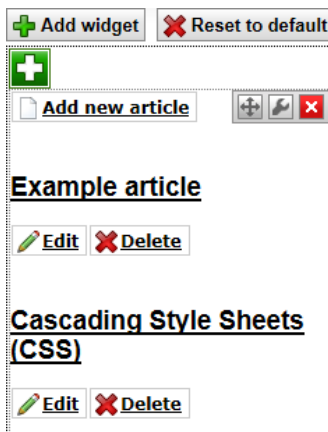 Add widget Reset to default
Add new article
Example article
Edit Delete
Cascading Style Sheets
(CSS)
Edit Delete